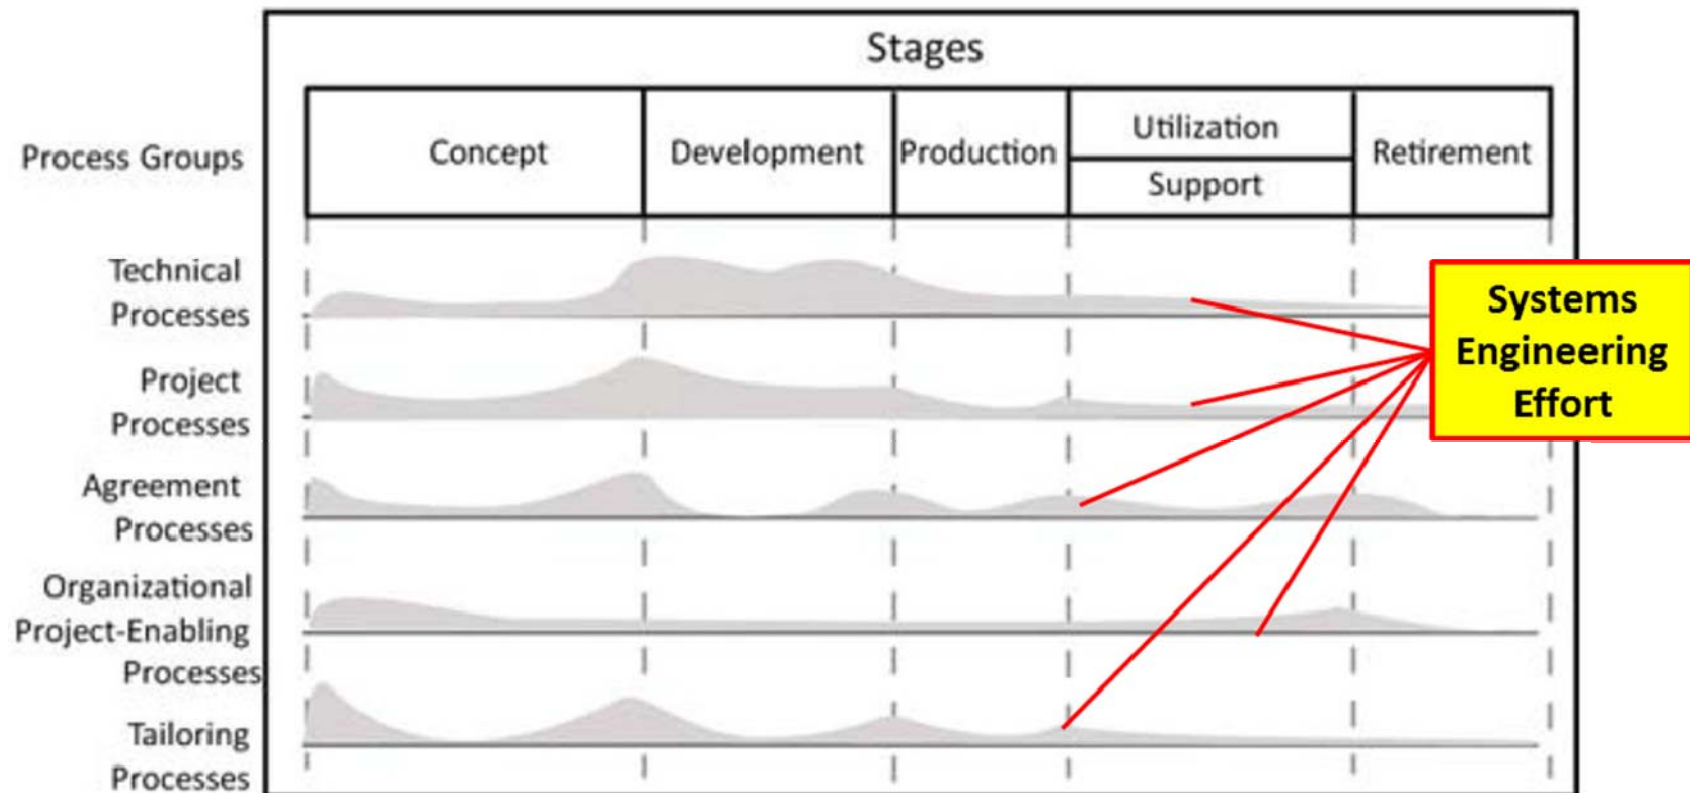 Stages
Process Groups
Concept
Development
Production
Utilization
Support
Retirement
Technical
Processes
Project
Processes
Agreement
Processes
Organizational
Project-Enabling
Processes
Tailoring
Processes
Systems
Engineering
Effort